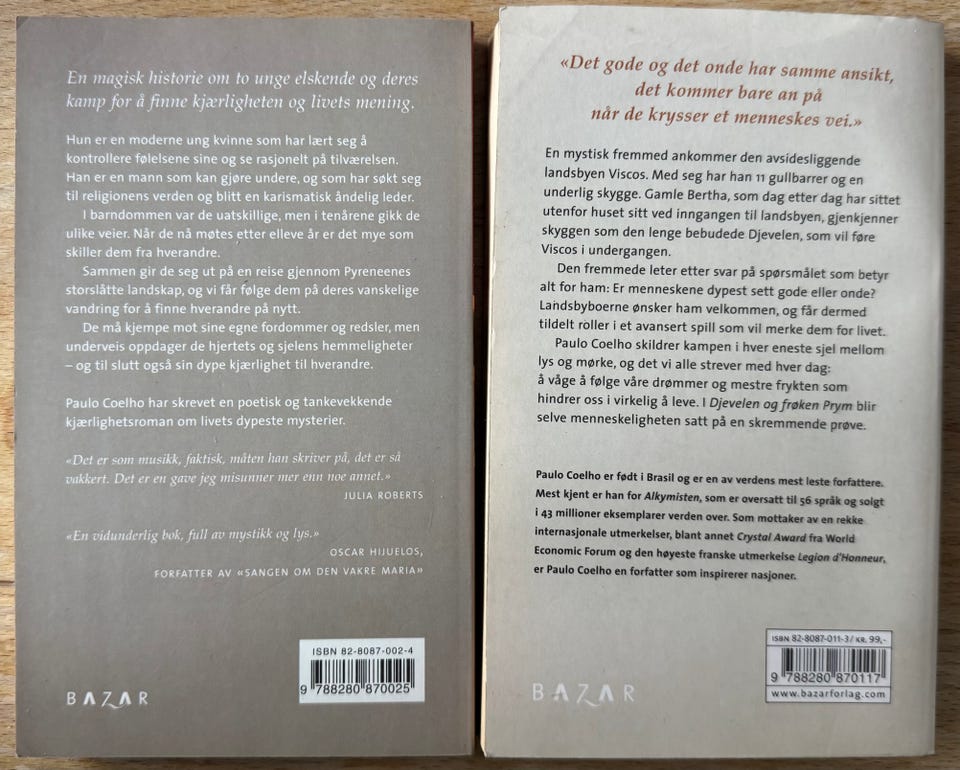 En magisk historie om to unge elskende og deres
kamp for å finne kjærligheten og livets mening.
Hun er en moderne ung kvinne som har lært seg å
kontrollere følelsene sine og se rasjonelt på tilværelsen.
Han er en mann som kan gjøre undere, og som har søkt seg
til religionens verden og blitt en karismatisk åndelig leder.
I barndommen var de uatskillige, men i tenårene gikk de
ulike veier. Når de nå møtes etter elleve år er det mye som
skiller dem fra hverandre.
Sammen gir de seg ut på en reise gjennom Pyreneenes
storslåtte landskap, og vi får følge dem på deres vanskelige
vandring for å finne hverandre på nytt.
De må kjempe mot sine egne fordommer og redsler, men
underveis oppdager de hjertets og sjelens hemmeligheter
– og til slutt også sin dype kjærlighet til hverandre.
Paulo Coelho har skrevet en poetisk og tankevekkende
kjærlighetsroman om livets dypeste mysterier.
«Det er som musikk, faktisk, måten han skriver på, det er så
vakkert. Det er en gave jeg misunner mer enn noe annet.»
JULIA ROBERTS
«En vidunderlig bok, full av mystikk og lys.»
OSCAR HIJUELOS,
FORFATTER AV «SANGEN OM DEN VAKRE MARIA»
ISBN 82-8087-002-4
9 788280 870025
BAZAR
«Det gode og det onde har samme ansikt,
det kommer bare an på
når de krysser et menneskes vei.»
En mystisk fremmed ankommer den avsidesliggende
landsbyen Viscos. Med seg har han 11 gullbarrer og en
underlig skygge. Gamle Bertha, som dag etter dag har sittet
utenfor huset sitt ved inngangen til landsbyen, gjenkjenner
skyggen som den lenge bebudede Djevelen, som vil føre
Viscos i undergangen.
Den fremmede leter etter svar på spørsmålet som betyr
alt for ham: Er menneskene dypest sett gode eller onde?
Landsbyboerne ønsker ham velkommen, og får dermed
tildelt roller i et avansert spill som vil merke dem for livet.
Paulo Coelho skildrer kampen i hver eneste sjel mellom
lys og mørke, og det vi alle strever med hver dag:
å våge å følge våre drømmer og mestre frykten som
hindrer oss i virkelig å leve. I Djevelen og frøken Prym blir
selve menneskeligheten satt på en skremmende prøve.
Paulo Coelho er født i Brasil og er en av verdens mest leste forfattere.
Mest kjent er han for Alkymisten, som er oversatt til 56 språk og solgt
i 43 millioner eksemplarer verden over. Som mottaker av en rekke
internasjonale utmerkelser, blant annet Crystal Award fra World
Economic Forum og den høyeste franske utmerkelse Legion d'Honneur,
er Paulo Coelho en forfatter som inspirerer nasjoner.
ISBN 82-8087-011-3 / KR. 99,-
9 788280 870117
www.bazarforlag.com
BAZAR